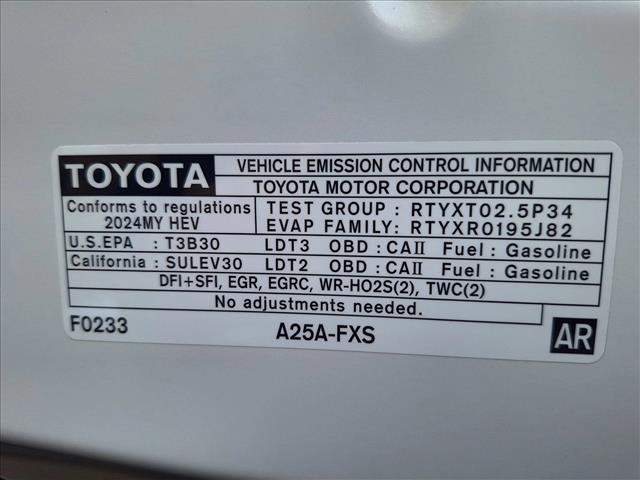 TOYOTA
VEHICLE EMISSION CONTROL INFORMATION
TOYOTA MOTOR CORPORATION
Conforms to regulations
2024MY HEV
TEST GROUP : RTYXT02.5P34
EVAP FAMILY: RTYXR0195J82
U.S.EPA : T3B30 LDT3 OBD : CAII Fuel : Gasoline
California : SULEV30 LDT2 OBD : CAII Fuel : Gasoline
DFI+SFI, EGR, EGRC, WR-HO2S(2), TWC(2)
No adjustments needed.
F0233 A25A-FXS AR